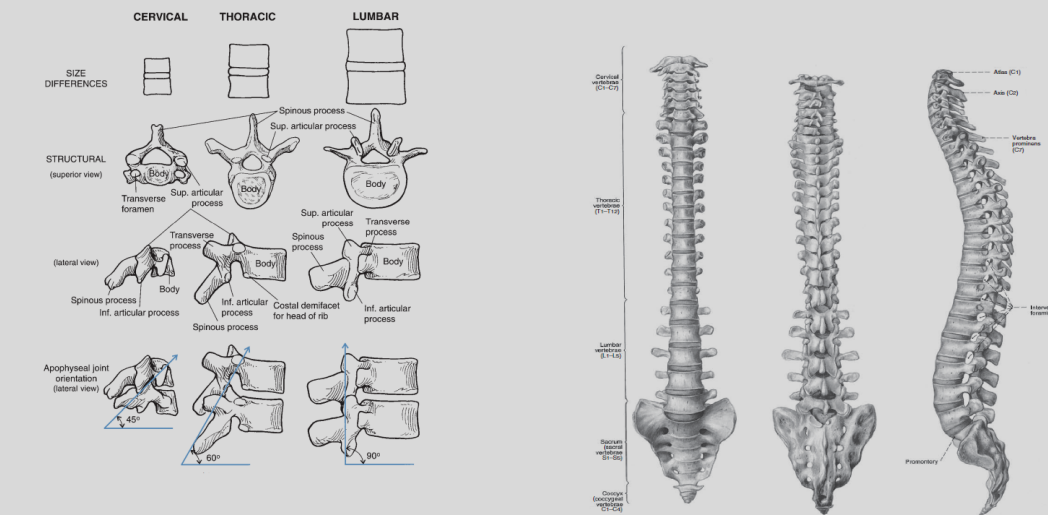 CERVICAL
THORACIC
LUMBAR
SIZE
DIFFERENCES
Spinous process
Sup. articular process
STRUCTURAL
(superior view)
Body
Body
Body
Transverse
foramen
Sup. articular
process
Sup. articular
process
Transverse
process
Transverse
process
Spinous
process
(lateral view)
Body
Body
Body
Spinous process
Inf. articular process
Inf. articular
process
Costal demifacet
for head of rib
Inf. articular
process
Spinous process
Apophyseal joint
orientation
(lateral view)
45°
60°
90°
Cervical
vertebrae
(C1–C7)
Thoracic
vertebrae
(T1–T12)
Lumbar
vertebrae
(L1–L5)
Sacrum
(sacral
vertebrae
S1–S5)
Coccyx
(coccygeal
vertebrae
C1–C4)
Atlas (C1)
Axis (C2)
Vertebra
prominens
(C7)
Promontory